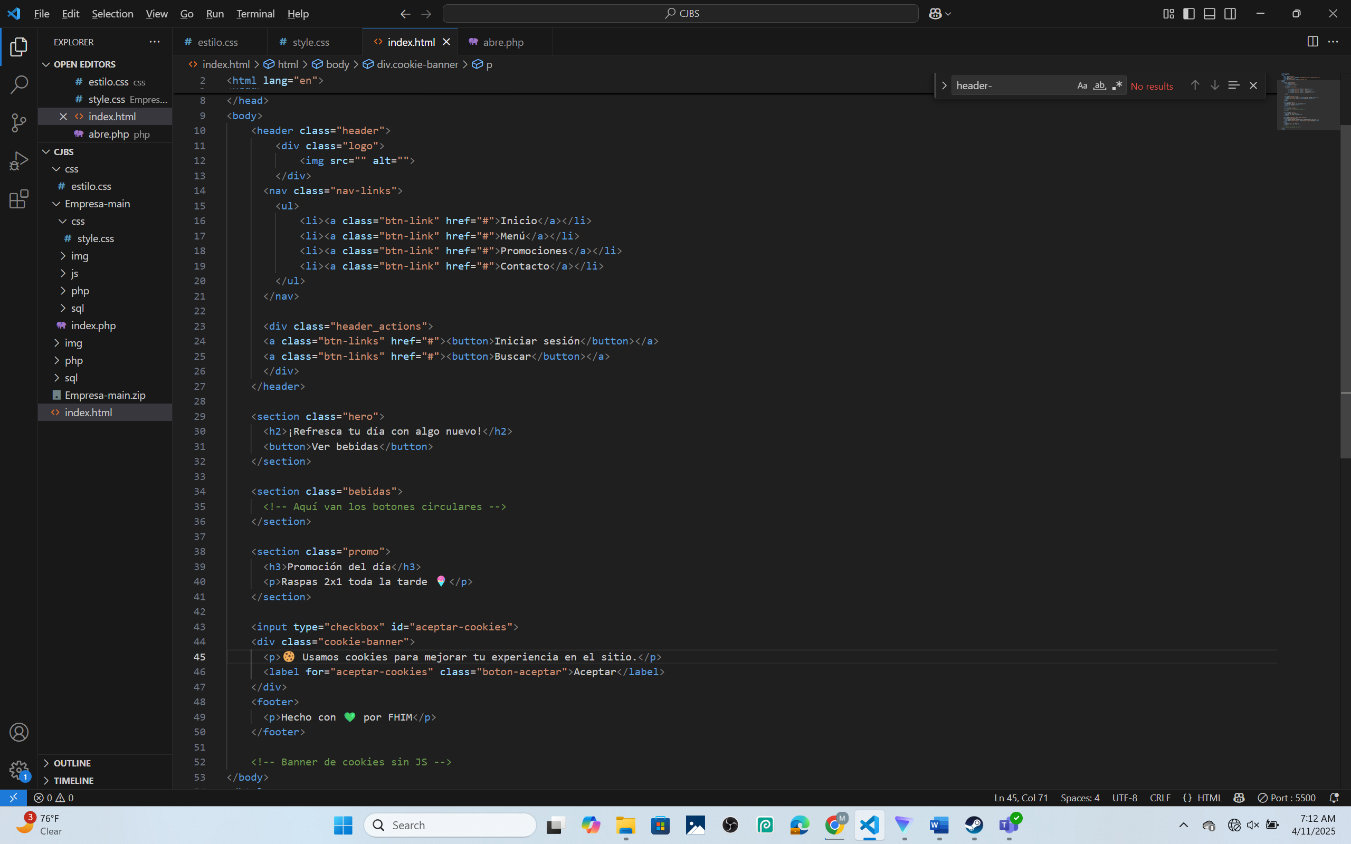 File Edit Selection View Go Run Terminal Help
CJBS
EXPLORER
OPEN EDITORS
estilo.css css
style.css Empres...
index.html
abre.php php
CJBS
css
estilo.css
Empresa-main
css
style.css
img
js
php
sql
index.php
img
php
sql
Empresa-main.zip
index.html
OUTLINE
TIMELINE
estilo.css style.css index.html abre.php
index.html > html > body > div.cookie-banner > p
header- Aa ab No results
2 <html lang="en">
8 </head>
9 <body>
10 <header class="header">
11 <div class="logo">
12 <img src="" alt="">
13 </div>
14 <nav class="nav-links">
15 <ul>
16 <li><a class="btn-link" href="#">Inicio</a></li>
17 <li><a class="btn-link" href="#">Menú</a></li>
18 <li><a class="btn-link" href="#">Promociones</a></li>
19 <li><a class="btn-link" href="#">Contacto</a></li>
20 </ul>
21 </nav>
22
23 <div class="header_actions">
24 <a class="btn-links" href="#"><button>Iniciar sesión</button></a>
25 <a class="btn-links" href="#"><button>Buscar</button></a>
26 </div>
27 </header>
28
29 <section class="hero">
30 <h2>¡Refresca tu día con algo nuevo!</h2>
31 <button>Ver bebidas</button>
32 </section>
33
34 <section class="bebidas">
35 <!-- Aquí van los botones circulares -->
36 </section>
37
38 <section class="promo">
39 <h3>Promoción del día</h3>
40 <p>Raspas 2x1 toda la tarde 🍧</p>
41 </section>
42
43 <input type="checkbox" id="aceptar-cookies">
44 <div class="cookie-banner">
45 <p>🍪 Usamos cookies para mejorar tu experiencia en el sitio.</p>
46 <label for="aceptar-cookies" class="boton-aceptar">Aceptar</label>
47 </div>
48 <footer>
49 <p>Hecho con 💚 por FHIM</p>
50 </footer>
51
52 <!-- Banner de cookies sin JS -->
53 </body>
1
0 0 Ln 45, Col 71 Spaces: 4 UTF-8 CRLF {} HTML Port : 5500
3 76°F
Clear
Search
M
7:12 AM
4/11/2025